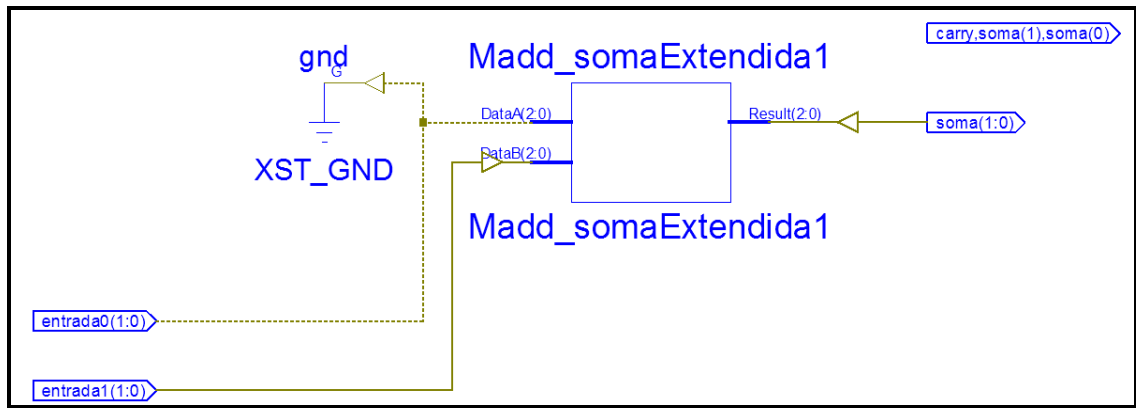 carry,soma(1),soma(0)
gnd
G
XST_GND
Madd_somaExtendida1
DataA(2:0)
Result(2:0)
DataB(2:0)
Madd_somaExtendida1
soma(1:0)
entrada0(1:0)
entrada1(1:0)